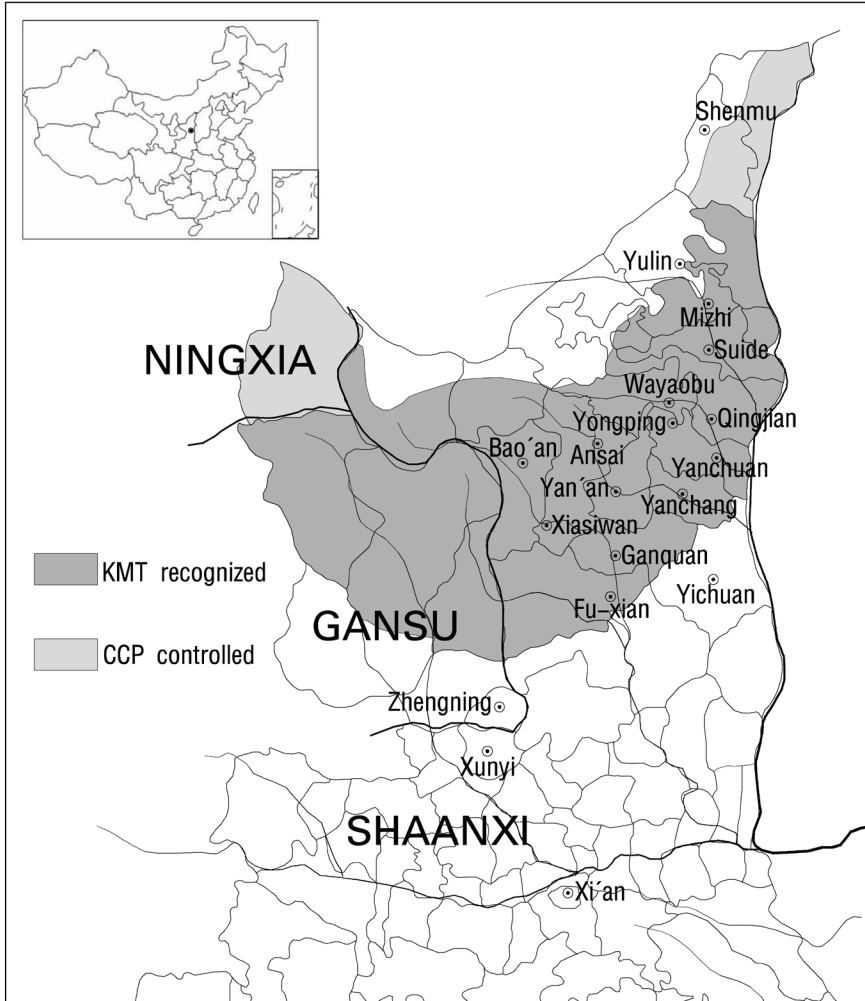 Shenmu
Yulin
Mizhi
NINGXIA
Suide
Wayaobu
Yongping
Qingjian
Bao´an
Ansai
Yanchuan
Yan´an
Yanchang
Xiasiwan
Ganquan
KMT recognized
Yichuan
Fu–xian
GANSU
CCP controlled
Zhengning
Xunyi
SHAANXI
Xi´an